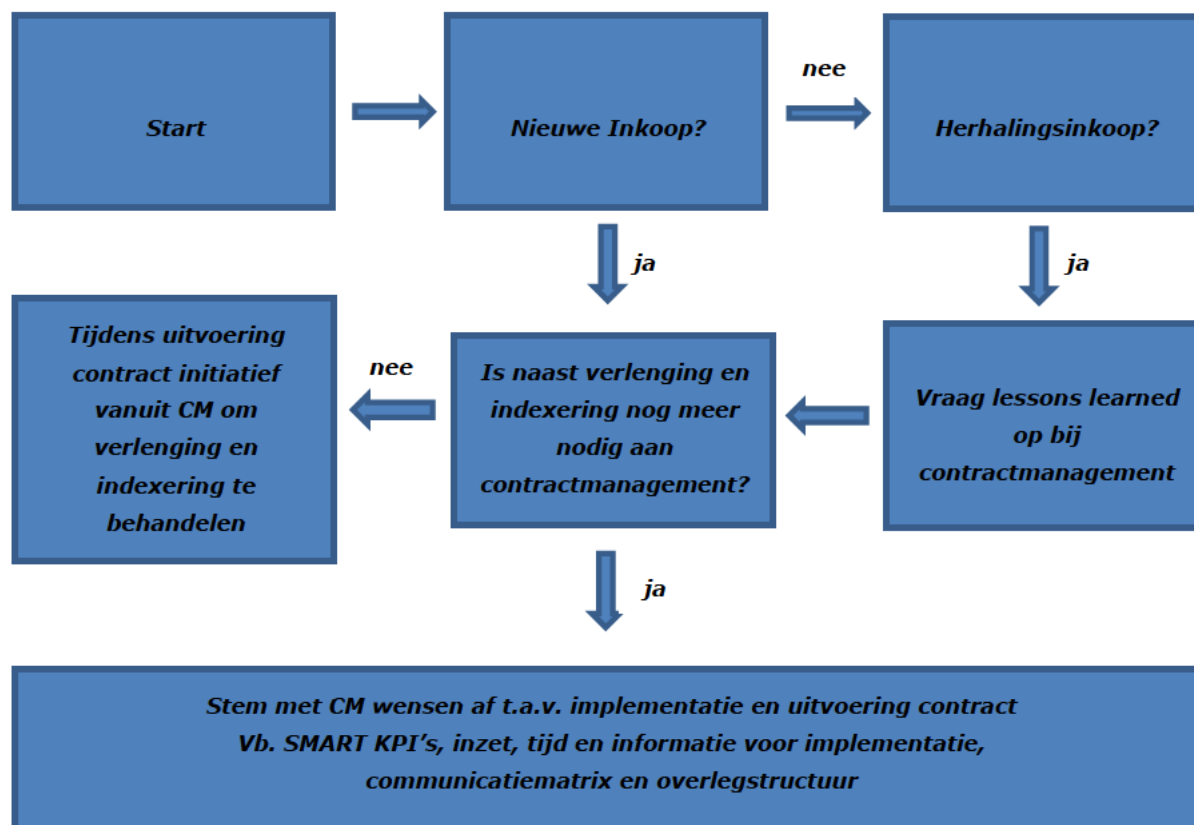 Start
Nieuwe Inkoop?
nee
Herhalingsinkoop?
ja
ja
Tijdens uitvoering
contract initiatief
vanuit CM om
verlenging en
indexering te
behandelen
nee
Is naast verlenging en
indexering nog meer
nodig aan
contractmanagement?
Vraag lessons learned
op bij
contractmanagement
ja
Stem met CM wensen af t.a.v. implementatie en uitvoering contract
Vb. SMART KPI’s, inzet, tijd en informatie voor implementatie,
communicatiematrix en overlegstructuur